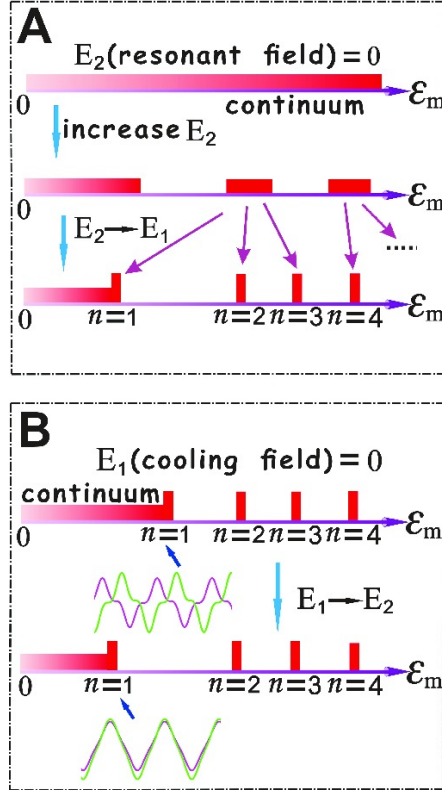 A
E₂(resonant field)=0
0
continuum
εₘ
increase E₂
0
εₘ
E₂→E₁
.....
0
n=1
n=2
n=3
n=4
εₘ
B
E₁(cooling field)=0
continuum
0
n=1
n=2
n=3
n=4
εₘ
E₁→E₂
0
n=1
n=2
n=3
n=4
εₘ